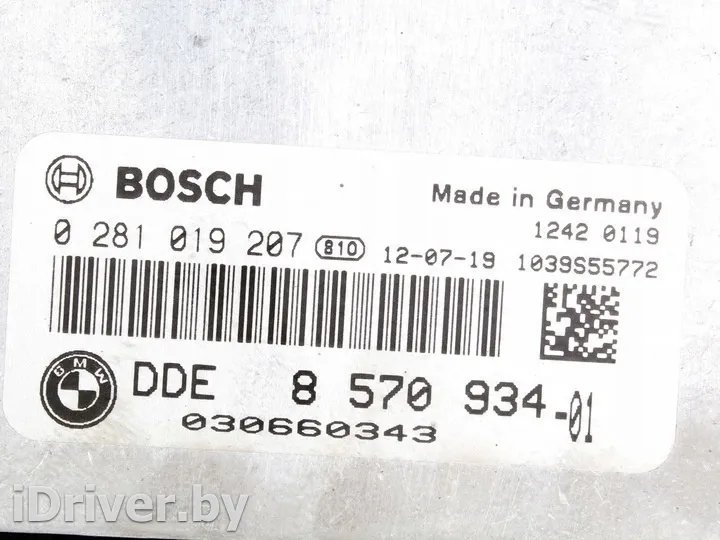 BOSCH
Made in Germany
1242 0119
0 281 019 207 810 12-07-19 1039S55772
BMW DDE 8 570 934-01
030660343
iDriver.by